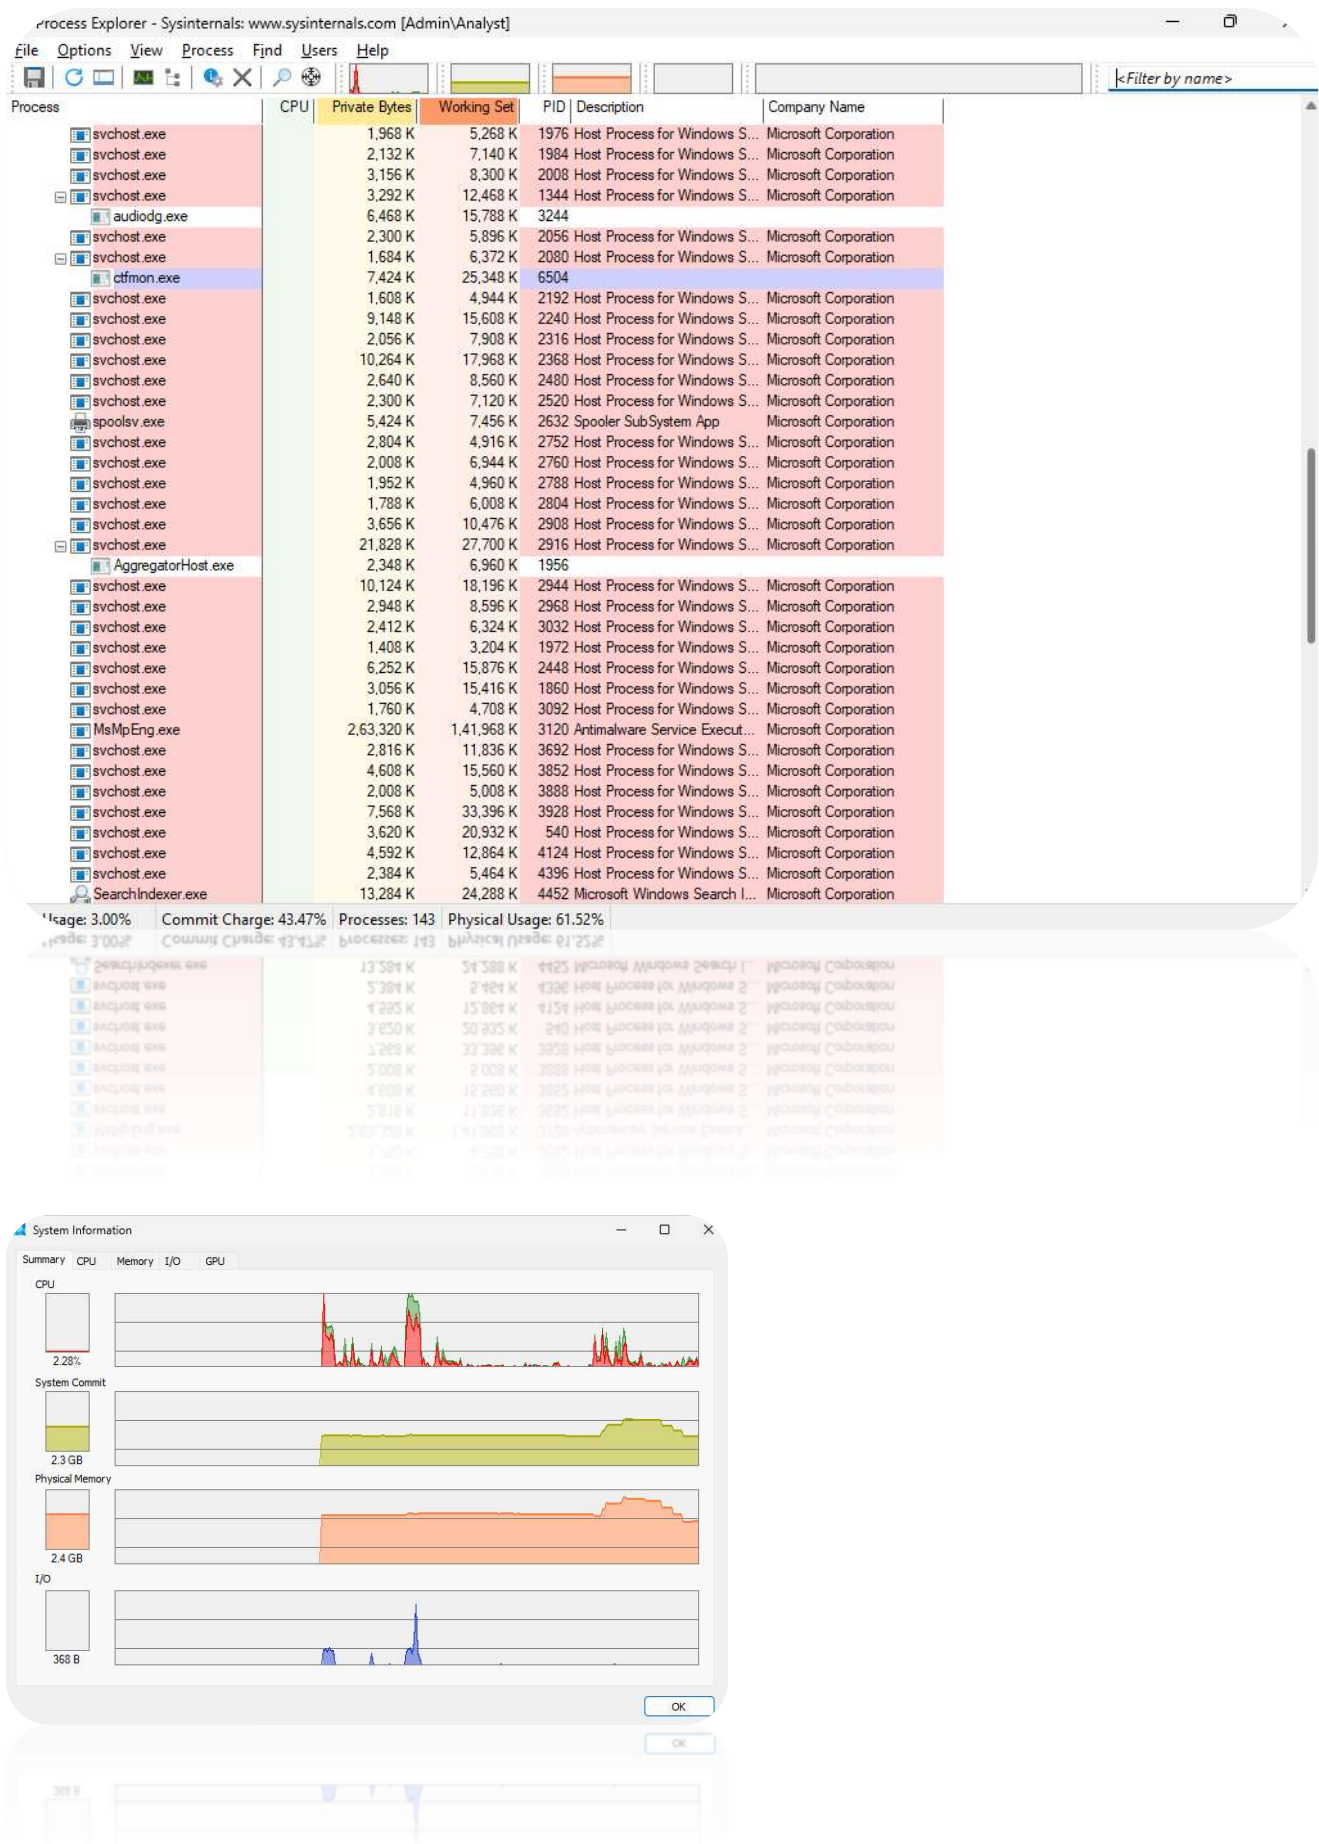 Process Explorer - Sysinternals: www.sysinternals.com [Admin\Analyst]
File Options View Process Find Users Help
<Filter by name>
Process CPU Private Bytes Working Set PID Description Company Name
svchost.exe 1,968 K 5,268 K 1976 Host Process for Windows S... Microsoft Corporation
svchost.exe 2,132 K 7,140 K 1984 Host Process for Windows S... Microsoft Corporation
svchost.exe 3,156 K 8,300 K 2008 Host Process for Windows S... Microsoft Corporation
svchost.exe 3,292 K 12,468 K 1344 Host Process for Windows S... Microsoft Corporation
audiodg.exe 6,468 K 15,788 K 3244
svchost.exe 2,300 K 5,896 K 2056 Host Process for Windows S... Microsoft Corporation
svchost.exe 1,684 K 6,372 K 2080 Host Process for Windows S... Microsoft Corporation
ctfmon.exe 7,424 K 25,348 K 6504
svchost.exe 1,608 K 4,944 K 2192 Host Process for Windows S... Microsoft Corporation
svchost.exe 9,148 K 15,608 K 2240 Host Process for Windows S... Microsoft Corporation
svchost.exe 2,056 K 7,908 K 2316 Host Process for Windows S... Microsoft Corporation
svchost.exe 10,264 K 17,968 K 2368 Host Process for Windows S... Microsoft Corporation
svchost.exe 2,640 K 8,560 K 2480 Host Process for Windows S... Microsoft Corporation
svchost.exe 2,300 K 7,120 K 2520 Host Process for Windows S... Microsoft Corporation
spoolsv.exe 5,424 K 7,456 K 2632 Spooler SubSystem App Microsoft Corporation
svchost.exe 2,804 K 4,916 K 2752 Host Process for Windows S... Microsoft Corporation
svchost.exe 2,008 K 6,944 K 2760 Host Process for Windows S... Microsoft Corporation
svchost.exe 1,952 K 4,960 K 2788 Host Process for Windows S... Microsoft Corporation
svchost.exe 1,788 K 6,008 K 2804 Host Process for Windows S... Microsoft Corporation
svchost.exe 3,656 K 10,476 K 2908 Host Process for Windows S... Microsoft Corporation
svchost.exe 21,828 K 27,700 K 2916 Host Process for Windows S... Microsoft Corporation
AggregatorHost.exe 2,348 K 6,960 K 1956
svchost.exe 10,124 K 18,196 K 2944 Host Process for Windows S... Microsoft Corporation
svchost.exe 2,948 K 8,596 K 2968 Host Process for Windows S... Microsoft Corporation
svchost.exe 2,412 K 6,324 K 3032 Host Process for Windows S... Microsoft Corporation
svchost.exe 1,408 K 3,204 K 1972 Host Process for Windows S... Microsoft Corporation
svchost.exe 6,252 K 15,876 K 2448 Host Process for Windows S... Microsoft Corporation
svchost.exe 3,056 K 15,416 K 1860 Host Process for Windows S... Microsoft Corporation
svchost.exe 1,760 K 4,708 K 3092 Host Process for Windows S... Microsoft Corporation
MsMpEng.exe 2,63,320 K 1,41,968 K 3120 Antimalware Service Execut... Microsoft Corporation
svchost.exe 2,816 K 11,836 K 3692 Host Process for Windows S... Microsoft Corporation
svchost.exe 4,608 K 15,560 K 3852 Host Process for Windows S... Microsoft Corporation
svchost.exe 2,008 K 5,008 K 3888 Host Process for Windows S... Microsoft Corporation
svchost.exe 7,568 K 33,396 K 3928 Host Process for Windows S... Microsoft Corporation
svchost.exe 3,620 K 20,932 K 540 Host Process for Windows S... Microsoft Corporation
svchost.exe 4,592 K 12,864 K 4124 Host Process for Windows S... Microsoft Corporation
svchost.exe 2,384 K 5,464 K 4396 Host Process for Windows S... Microsoft Corporation
SearchIndexer.exe 13,284 K 24,288 K 4452 Microsoft Windows Search I... Microsoft Corporation
Usage: 3.00% Commit Charge: 43.47% Processes: 143 Physical Usage: 61.52%
System Information
Summary CPU Memory I/O GPU
CPU
2.28%
System Commit
2.3 GB
Physical Memory
2.4 GB
I/O
368 B
OK